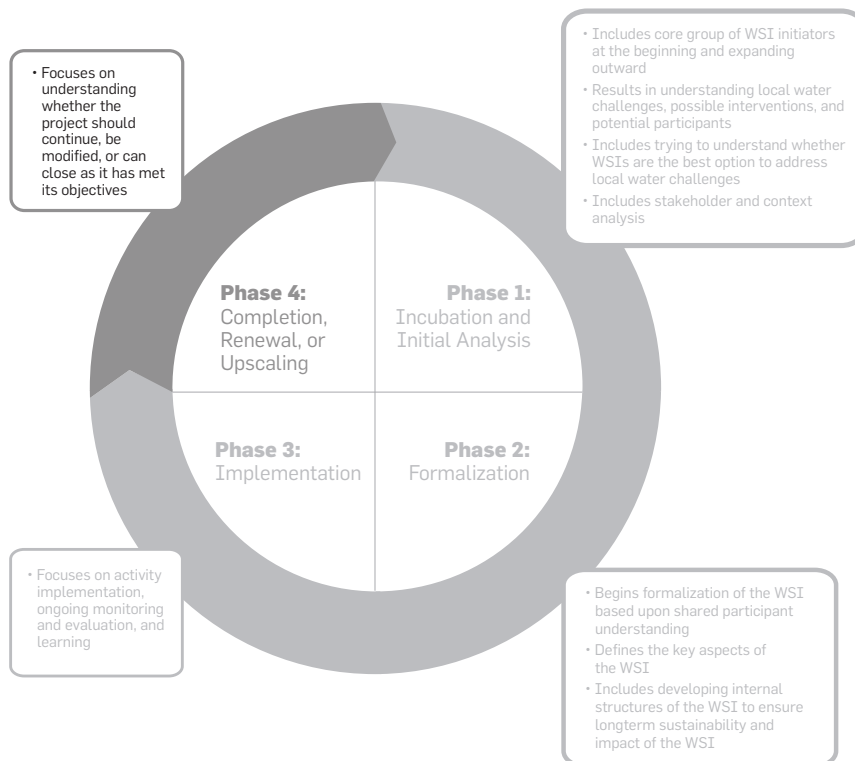 • Focuses on
understanding
whether the
project should
continue, be
modified, or can
close as it has met
its objectives
• Includes core group of WSI initiators
at the beginning and expanding
outward
• Results in understanding local water
challenges, possible interventions, and
potential participants
• Includes trying to understand whether
WSIs are the best option to address
local water challenges
• Includes stakeholder and context
analysis
Phase 4:
Completion,
Renewal, or
Upscaling
Phase 1:
Incubation and
Initial Analysis
Phase 3:
Implementation
Phase 2:
Formalization
• Focuses on activity
implementation,
ongoing monitoring
and evaluation, and
learning
• Begins formalization of the WSI
based upon shared participant
understanding
• Defines the key aspects of
the WSI
• Includes developing internal
structures of the WSI to ensure
longterm sustainability and
impact of the WSI